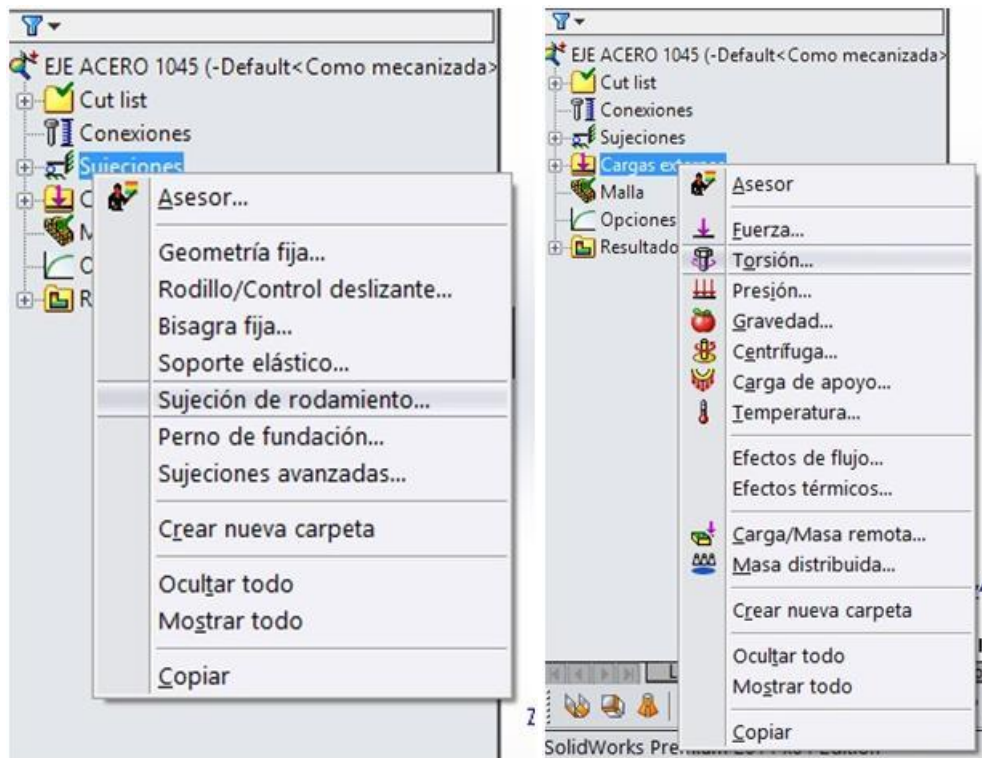 EJE ACERO 1045 (-Default<Como mecanizada>
Cut list
Conexiones
Sujeciones
Asesor...
Geometría fija...
Rodillo/Control deslizante...
Bisagra fija...
Soporte elástico...
Sujeción de rodamiento...
Perno de fundación...
Sujeciones avanzadas...
Crear nueva carpeta
Ocultar todo
Mostrar todo
Copiar
EJE ACERO 1045 (-Default<Como mecanizada>
Cut list
Conexiones
Sujeciones
Cargas
Malla
Opciones
Resultado
Asesor
Fuerza...
Torsión...
Presión...
Gravedad...
Centrífuga...
Carga de apoyo...
Temperatura...
Efectos de flujo...
Efectos térmicos...
Carga/Masa remota...
Masa distribuida...
Crear nueva carpeta
Ocultar todo
Mostrar todo
Copiar
SolidWorks